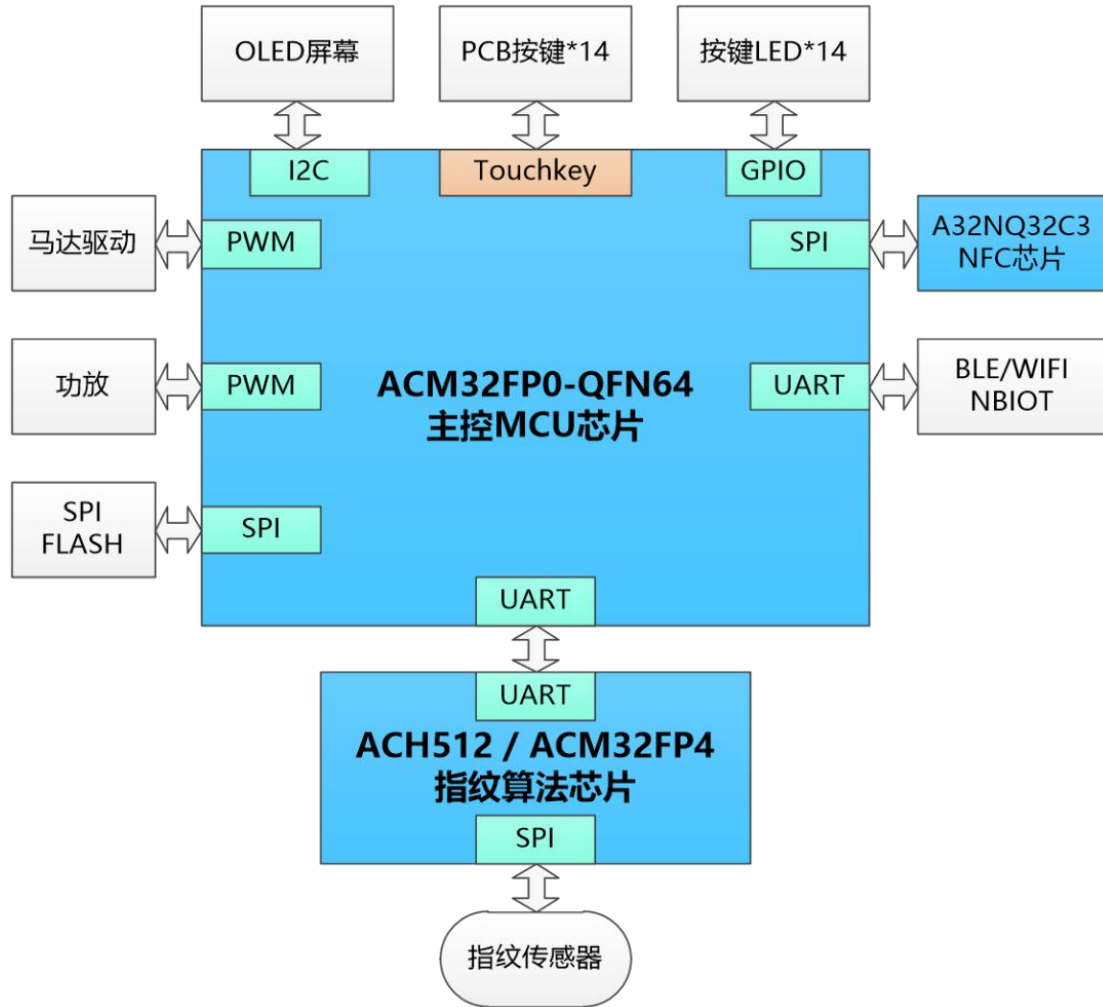 OLED屏幕
PCB按键*14
按键LED*14
I2C
Touchkey
GPIO
马达驱动
PWM
SPI
A32NQ32C3
NFC芯片
功放
PWM
ACM32FP0-QFN64
主控MCU芯片
UART
BLE/WIFI
NBIOT
SPI
FLASH
SPI
UART
UART
ACH512 / ACM32FP4
指纹算法芯片
SPI
指纹传感器